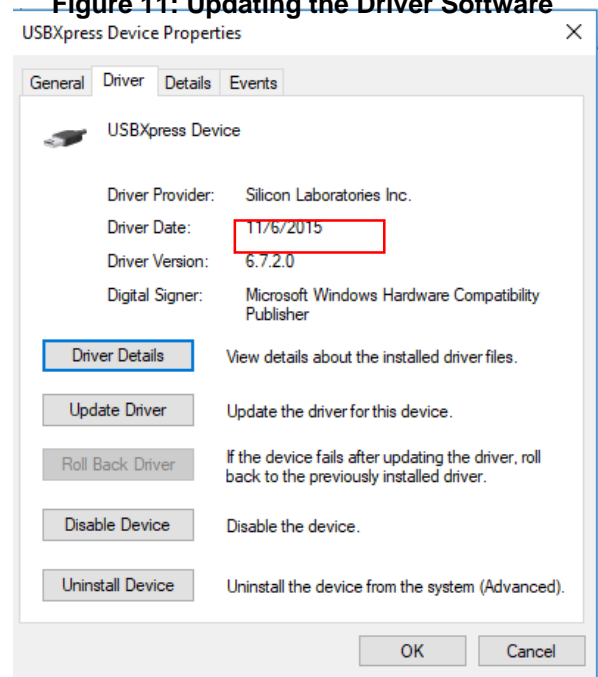 Figure 11: Updating the Driver Software
USBXpress Device Properties
General Driver Details Events
USBXpress Device
Driver Provider: Silicon Laboratories Inc.
Driver Date: 11/6/2015
Driver Version: 6.7.2.0
Digital Signer: Microsoft Windows Hardware Compatibility
Publisher
Driver Details View details about the installed driver files.
Update Driver Update the driver for this device.
Roll Back Driver If the device fails after updating the driver, roll
back to the previously installed driver.
Disable Device Disable the device.
Uninstall Device Uninstall the device from the system (Advanced).
OK Cancel